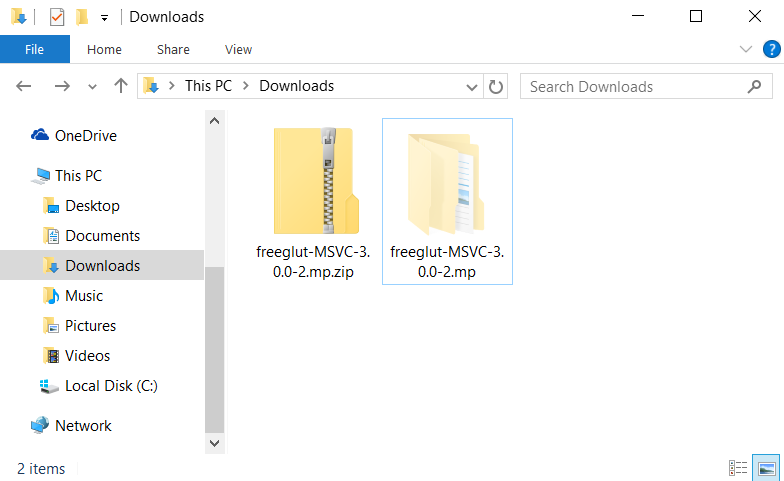 Downloads
File Home Share View
This PC Downloads
Search Downloads
OneDrive
This PC
Desktop
Documents
Downloads
Music
Pictures
Videos
Local Disk (C:)
Network
freeglut-MSVC-3.
0.0-2.mp.zip
freeglut-MSVC-3.
0.0-2.mp
2 items